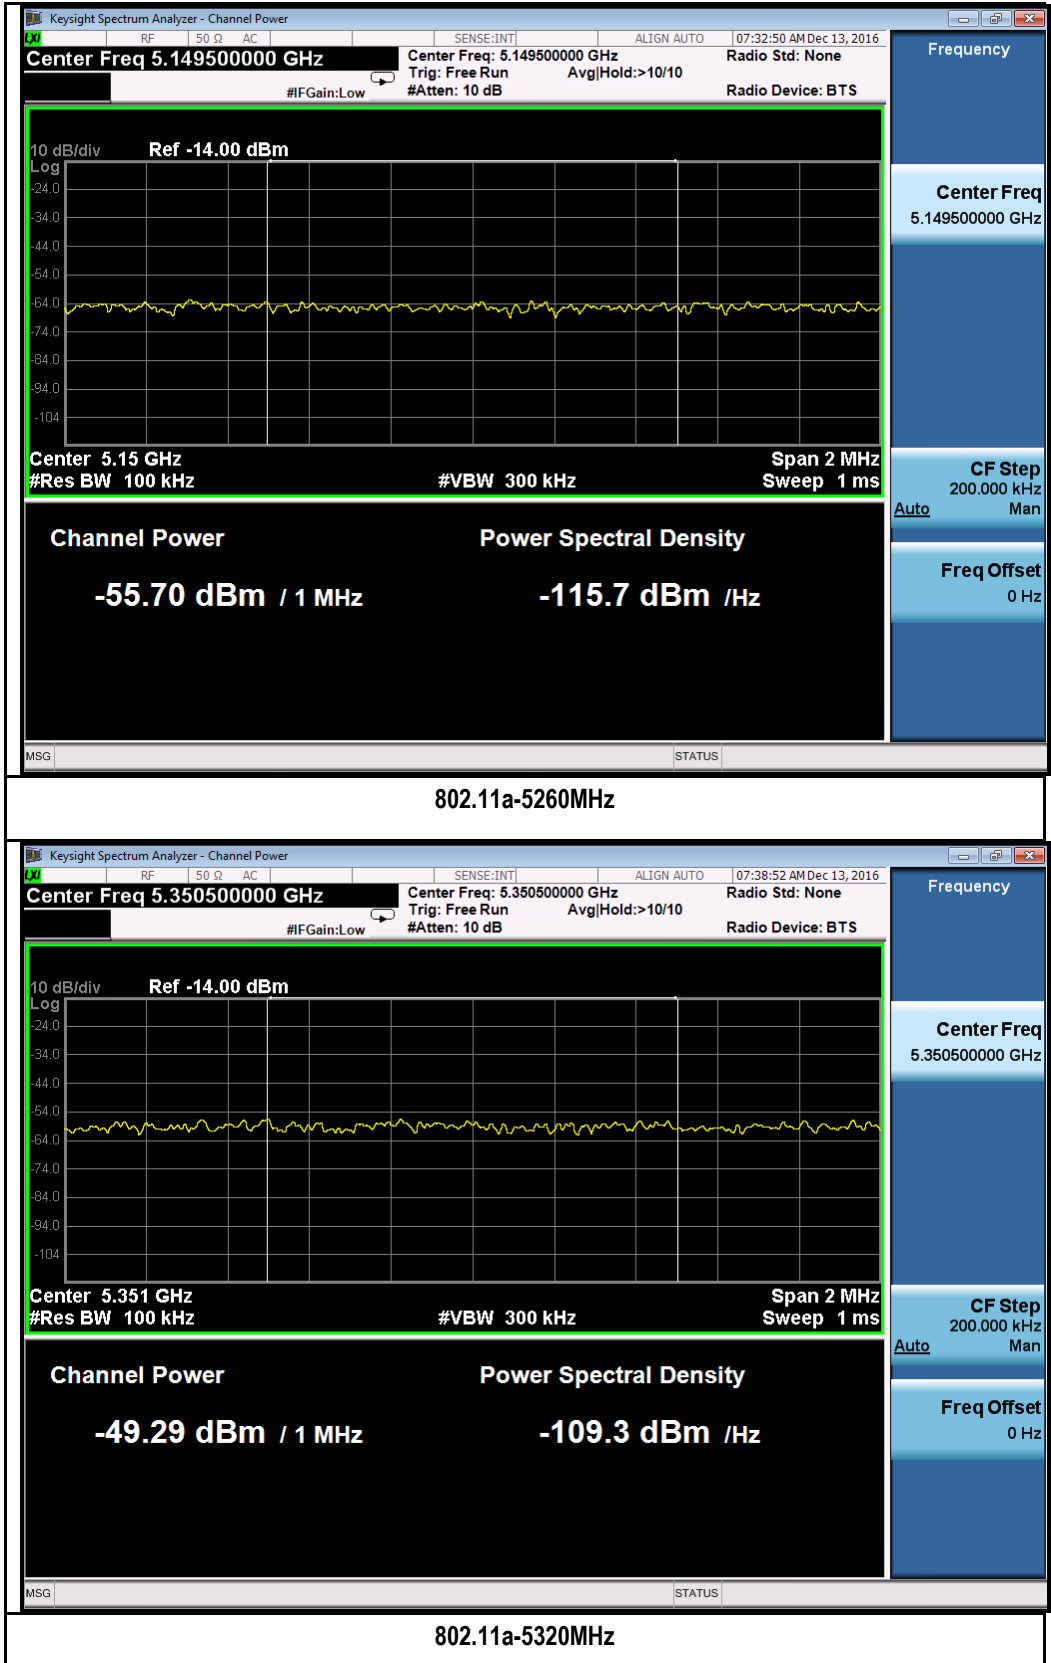 Keysight Spectrum Analyzer - Channel Power
LXI RF 50 Ω AC SENSE:INT ALIGN AUTO 07:32:50 AM Dec 13, 2016
Center Freq 5.149500000 GHz
Center Freq: 5.149500000 GHz
Radio Std: None
Trig: Free Run Avg|Hold:>10/10
#IFGain:Low
#Atten: 10 dB
Radio Device: BTS
Frequency
10 dB/div Ref -14.00 dBm
Log
-24.0
-34.0
-44.0
-54.0
-64.0
-74.0
-84.0
-94.0
-104
Center Freq
5.149500000 GHz
Center 5.15 GHz Span 2 MHz
#Res BW 100 kHz #VBW 300 kHz Sweep 1 ms
CF Step
200.000 kHz
Auto Man
Channel Power Power Spectral Density
-55.70 dBm / 1 MHz -115.7 dBm /Hz
Freq Offset
0 Hz
MSG STATUS
802.11a-5260MHz
Keysight Spectrum Analyzer - Channel Power
LXI RF 50 Ω AC SENSE:INT ALIGN AUTO 07:38:52 AM Dec 13, 2016
Center Freq 5.350500000 GHz
Center Freq: 5.350500000 GHz
Radio Std: None
Trig: Free Run Avg|Hold:>10/10
#IFGain:Low
#Atten: 10 dB
Radio Device: BTS
Frequency
10 dB/div Ref -14.00 dBm
Log
-24.0
-34.0
-44.0
-54.0
-64.0
-74.0
-84.0
-94.0
-104
Center Freq
5.350500000 GHz
Center 5.351 GHz Span 2 MHz
#Res BW 100 kHz #VBW 300 kHz Sweep 1 ms
CF Step
200.000 kHz
Auto Man
Channel Power Power Spectral Density
-49.29 dBm / 1 MHz -109.3 dBm /Hz
Freq Offset
0 Hz
MSG STATUS
802.11a-5320MHz